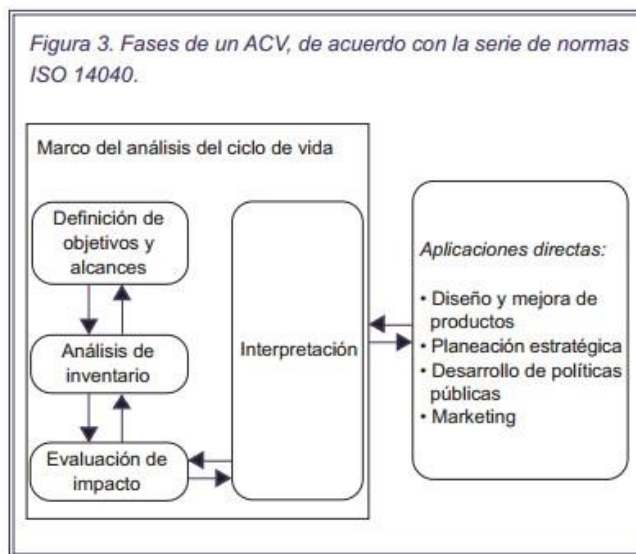 Figura 3. Fases de un ACV, de acuerdo con la serie de normas
ISO 14040.
Marco del análisis del ciclo de vida
Definición de
objetivos y
alcances
Análisis de
inventario
Evaluación de
impacto
Interpretación
Aplicaciones directas:
• Diseño y mejora de
productos
• Planeación estratégica
• Desarrollo de políticas
públicas
• Marketing